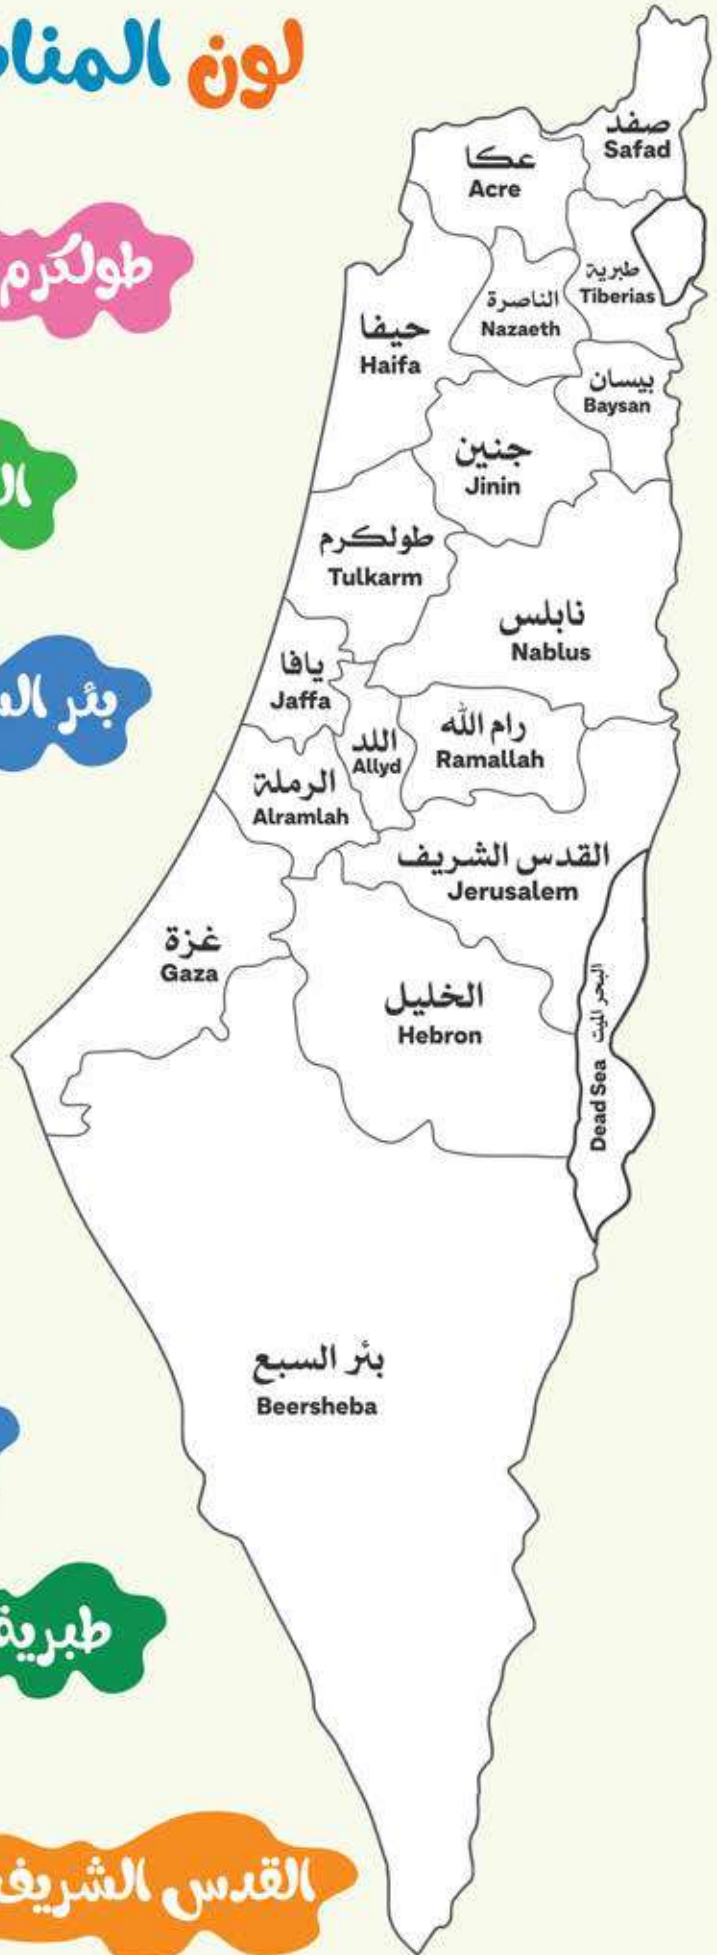 لون
صفد
Safad
عكا
Acre
طولكرم
طبرية
Tiberias
الناصرة
Nazaeth
حيفا
Haifa
بيسان
Baysan
جنين
Jinin
طولكرم
Tulkarm
نابلس
Nablus
يافا
Jaffa
بئر
رام الله
Ramallah
اللد
Allyd
الرملة
Alramlah
القدس الشريف
Jerusalem
غزة
Gaza
الخليل
Hebron
البحر الميت
Dead Sea
بئر السبع
Beersheba
طبرية
القدس الشريف